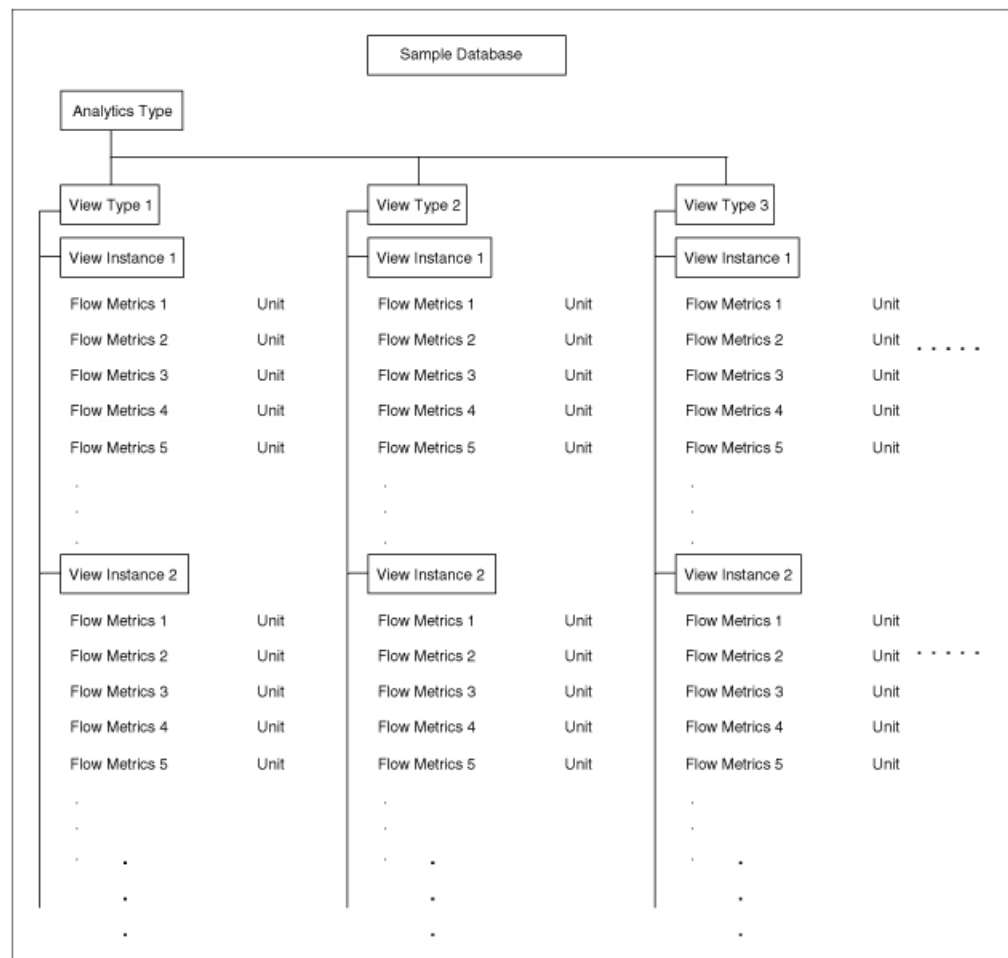 Sample Database
Analytics Type
View Type 1 View Type 2 View Type 3
View Instance 1 View Instance 1 View Instance 1
Flow Metrics 1 Unit Flow Metrics 1 Unit Flow Metrics 1 Unit
Flow Metrics 2 Unit Flow Metrics 2 Unit Flow Metrics 2 Unit . . . . .
Flow Metrics 3 Unit Flow Metrics 3 Unit Flow Metrics 3 Unit
Flow Metrics 4 Unit Flow Metrics 4 Unit Flow Metrics 4 Unit
Flow Metrics 5 Unit Flow Metrics 5 Unit Flow Metrics 5 Unit
. . .
. . .
. . .
View Instance 2 View Instance 2 View Instance 2
Flow Metrics 1 Unit Flow Metrics 1 Unit Flow Metrics 1 Unit
Flow Metrics 2 Unit Flow Metrics 2 Unit Flow Metrics 2 Unit . . . . .
Flow Metrics 3 Unit Flow Metrics 3 Unit Flow Metrics 3 Unit
Flow Metrics 4 Unit Flow Metrics 4 Unit Flow Metrics 4 Unit
Flow Metrics 5 Unit Flow Metrics 5 Unit Flow Metrics 5 Unit
. . .
. . .
. . . . . .
. . .
. . .